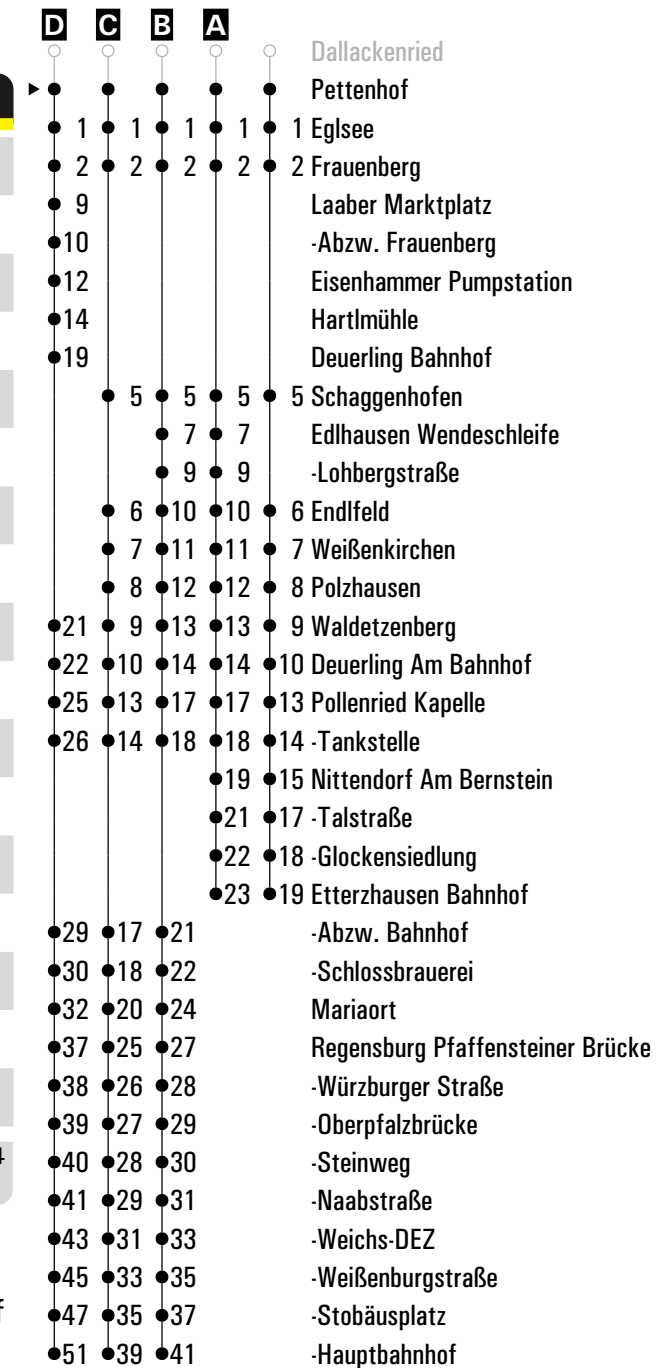 D C B A
Dallackenried
Pettenhof
1 1 1 1 1 Eglsee
2 2 2 2 2 Frauenberg
9 Laaber Marktplatz
10 -Abzw. Frauenberg
12 Eisenhammer Pumpstation
14 Hartlmühle
19 Deuerling Bahnhof
5 5 5 5 Schaggenhofen
7 7 Edlhausen Wendeschleife
9 9 -Lohbergstraße
6 10 10 6 Endlfeld
7 11 11 7 Weißenkirchen
8 12 12 8 Polzhausen
21 9 13 13 9 Waldetzenberg
22 10 14 14 10 Deuerling Am Bahnhof
25 13 17 17 13 Pollenried Kapelle
26 14 18 18 14 -Tankstelle
19 15 Nittendorf Am Bernstein
21 17 -Talstraße
22 18 -Glockensiedlung
23 19 Etterzhausen Bahnhof
29 17 21 -Abzw. Bahnhof
30 18 22 -Schlossbrauerei
32 20 24 Mariaort
37 25 27 Regensburg Pfaffensteiner Brücke
38 26 28 -Würzburger Straße
39 27 29 -Oberpfalzbrücke
40 28 30 -Steinweg
41 29 31 -Naabstraße
43 31 33 -Weichs-DEZ
45 33 35 -Weißenburgstraße
47 35 37 -Stobäusplatz
51 39 41 -Hauptbahnhof